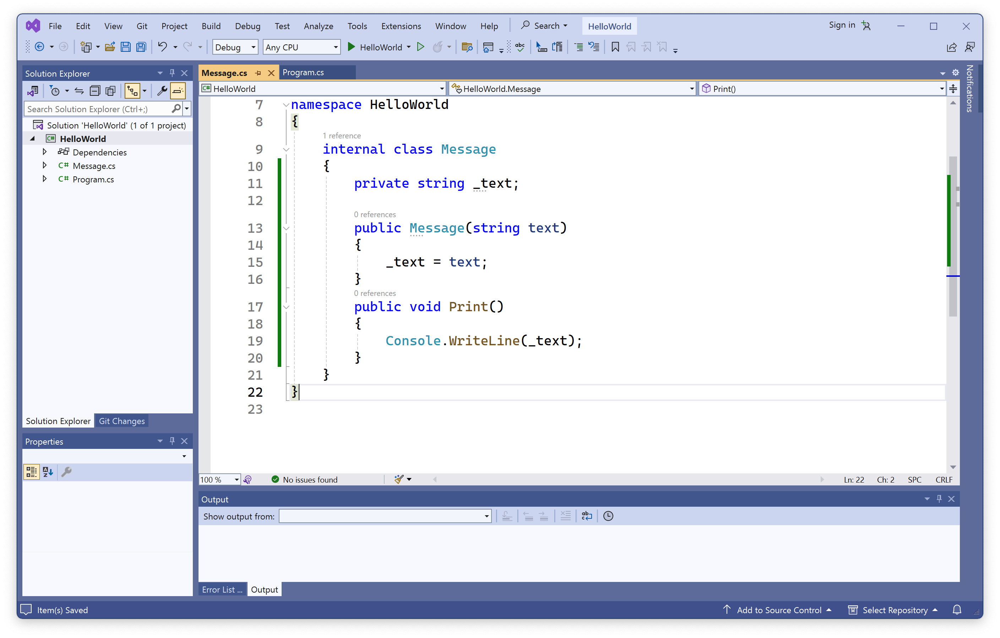 File Edit View Git Project Build Debug Test Analyze Tools Extensions Window Help Search HelloWorld Sign in
Debug Any CPU HelloWorld abc
Solution Explorer
Search Solution Explorer (Ctrl+;)
Solution 'HelloWorld' (1 of 1 project)
C# HelloWorld
Dependencies
C# Message.cs
C# Program.cs
Solution Explorer Git Changes
Properties
AZ
Message.cs Program.cs
C# HelloWorld HelloWorld.Message Print()
7 namespace HelloWorld
8 {
1 reference
9 internal class Message
10 {
11 private string _text;
12
0 references
13 public Message(string text)
14 {
15 _text = text;
16 }
0 references
17 public void Print()
18 {
19 Console.WriteLine(_text);
20 }
21 }
22 }
23
100 % No issues found Ln: 22 Ch: 2 SPC CRLF
Output
Show output from: abc
Error List ... Output
Notifications
Item(s) Saved Add to Source Control Select Repository